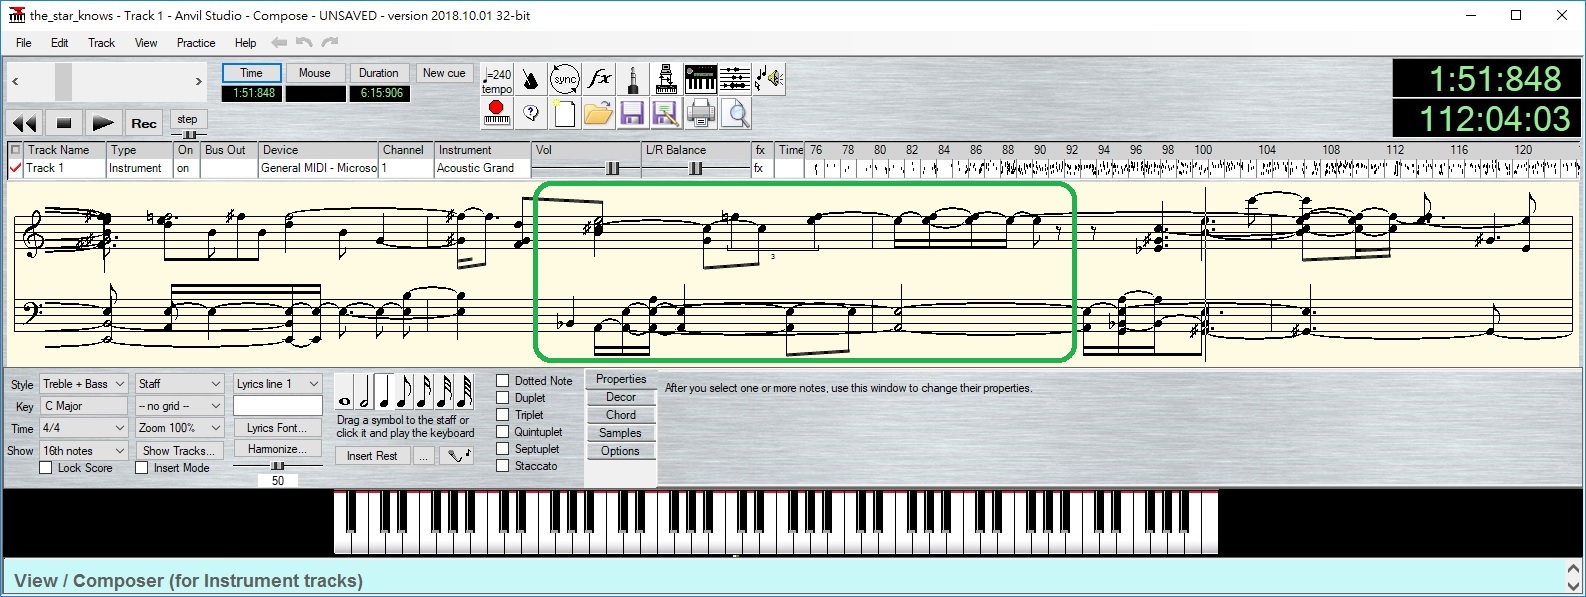 the_star_knows - Track 1 - Anvil Studio - Compose - UNSAVED - version 2018.10.01 32-bit
File Edit Track View Practice Help
Time Mouse Duration New cue
1:51:848 6:15:906
♩=240 tempo
sync
fx
1:51:848
112:04:03
Rec step
Track Name Type On Bus Out Device Channel Instrument Vol L/R Balance fx Time 76 78 80 82 84 86 88 90 92 94 96 98 100 104 108 112 116 120
Track 1 Instrument on General MIDI - Microso 1 Acoustic Grand fx
3
Style Treble + Bass Staff Lyrics line 1
Key C Major -- no grid --
Time 4/4 Zoom 100% Lyrics Font...
Show 16th notes Show Tracks... Harmonize...
Lock Score Insert Mode
50
Drag a symbol to the staff or
click it and play the keyboard
Insert Rest ...
Dotted Note
Duplet
Triplet
Quintuplet
Septuplet
Staccato
Properties
Decor
Chord
Samples
Options
After you select one or more notes, use this window to change their properties.
View / Composer (for Instrument tracks)